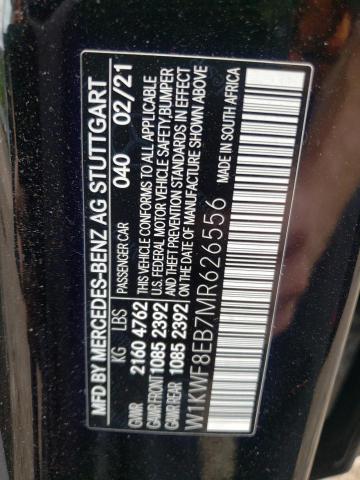 MFD BY MERCEDES-BENZ AG STUTTGART
PASSENGER CAR 040 02/21
KG LBS
GVWR 2160 4762
GAWR FRONT 1085 2392
GAWR REAR 1085 2392
THIS VEHICLE CONFORMS TO ALL APPLICABLE
U.S. FEDERAL MOTOR VEHICLE SAFETY/BUMPER
AND THEFT PREVENTION STANDARDS IN EFFECT
ON THE DATE OF MANUFACTURE SHOWN ABOVE
W1KWF8EB7MR626556
MADE IN SOUTH AFRICA